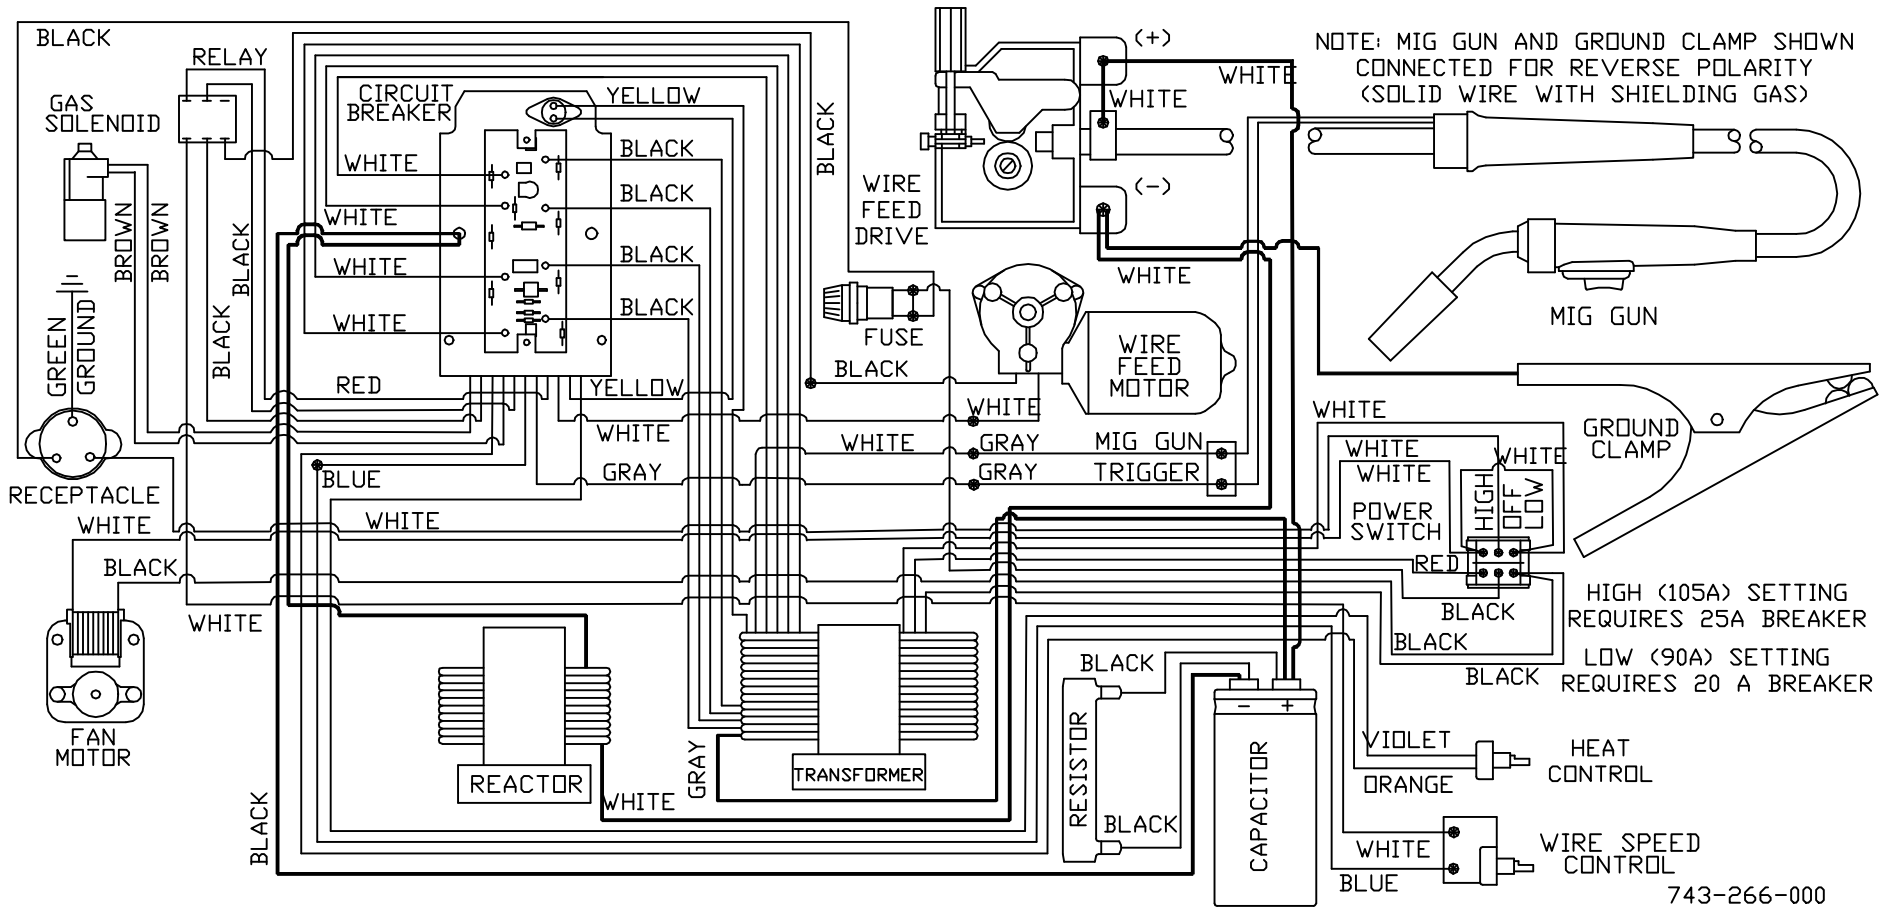 BLACK
RELAY
GAS
SOLENOID
BROWN
BROWN
BLACK
BLACK
GREEN
GROUND
RECEPTACLE
CIRCUIT
BREAKER
YELLOW
WHITE
WHITE
WHITE
WHITE
BLACK
BLACK
BLACK
BLACK
BLACK
WIRE
FEED
DRIVE
(+)
WHITE
WHITE
(-)
WHITE
NOTE: MIG GUN AND GROUND CLAMP SHOWN
CONNECTED FOR REVERSE POLARITY
(SOLID WIRE WITH SHIELDING GAS)
MIG GUN
FUSE
BLACK
WIRE
FEED
MOTOR
RED
YELLOW
WHITE
WHITE
WHITE
GRAY
MIG GUN
BLUE
GRAY
GRAY
TRIGGER
WHITE
WHITE
WHITE
WHITE
GROUND
CLAMP
HIGH
OFF
LOW
POWER
SWITCH
RED
BLACK
BLACK
BLACK
WHITE
WHITE
BLACK
WHITE
FAN
MOTOR
HIGH (105A) SETTING
REQUIRES 25A BREAKER
LOW (90A) SETTING
REQUIRES 20 A BREAKER
REACTOR
WHITE
GRAY
TRANSFORMER
BLACK
BLACK
RESISTOR
BLACK
-
+
CAPACITOR
VIOLET
ORANGE
HEAT
CONTROL
WHITE
BLUE
WIRE SPEED
CONTROL
743-266-000